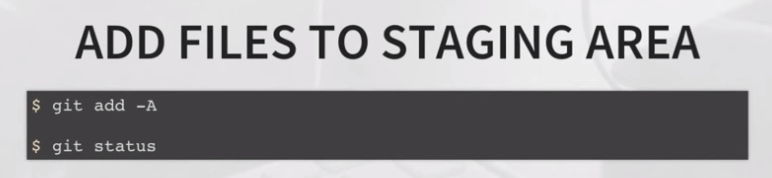 ADD FILES TO STAGING AREA
$ git add -A
$ git status